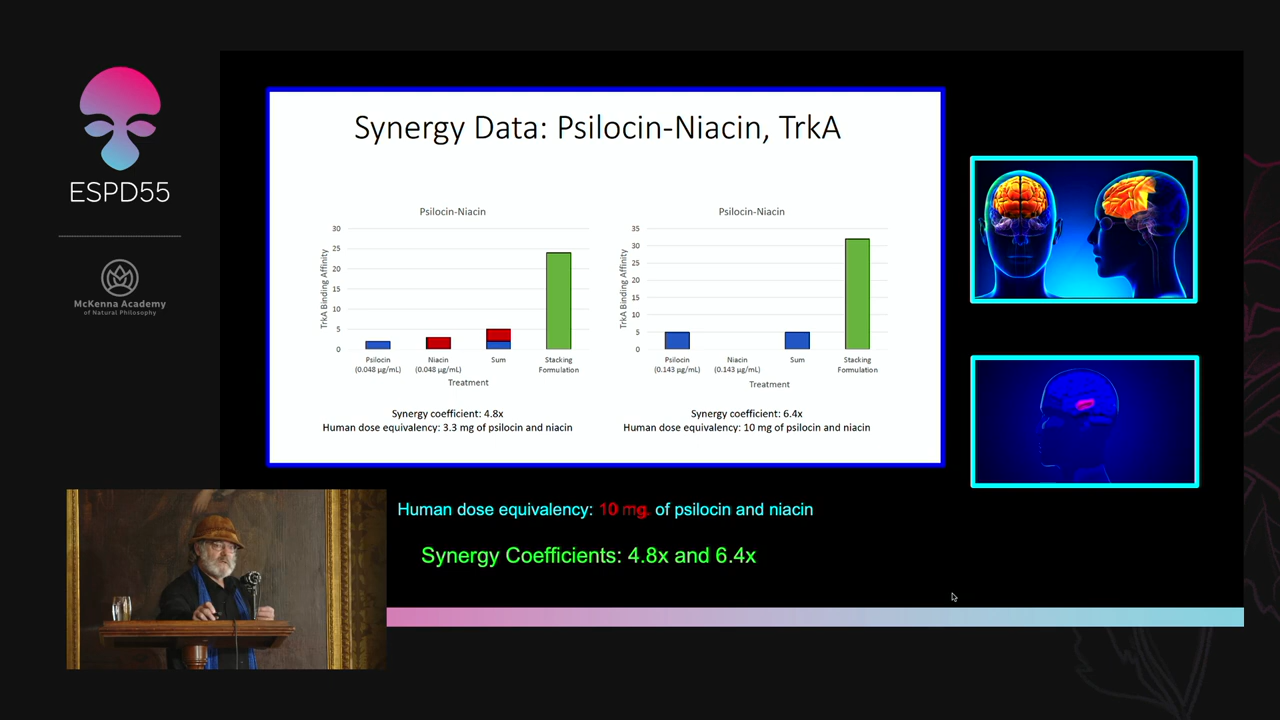 ESPD55
McKenna Academy
of Natural Philosophy
Synergy Data: Psilocin-Niacin, TrkA
Psilocin-Niacin
TrkA Binding Affinity
30
25
20
15
10
5
0
Psilocin
(0.048 µg/mL)
Niacin
(0.048 µg/mL)
Sum
Stacking
Formulation
Treatment
Synergy coefficient: 4.8x
Human dose equivalency: 3.3 mg of psilocin and niacin
Psilocin-Niacin
TrkA Binding Affinity
35
30
25
20
15
10
5
0
Psilocin
(0.143 µg/mL)
Niacin
(0.143 µg/mL)
Sum
Stacking
Formulation
Treatment
Synergy coefficient: 6.4x
Human dose equivalency: 10 mg of psilocin and niacin
Human dose equivalency: 10 mg. of psilocin and niacin
Synergy Coefficients: 4.8x and 6.4x